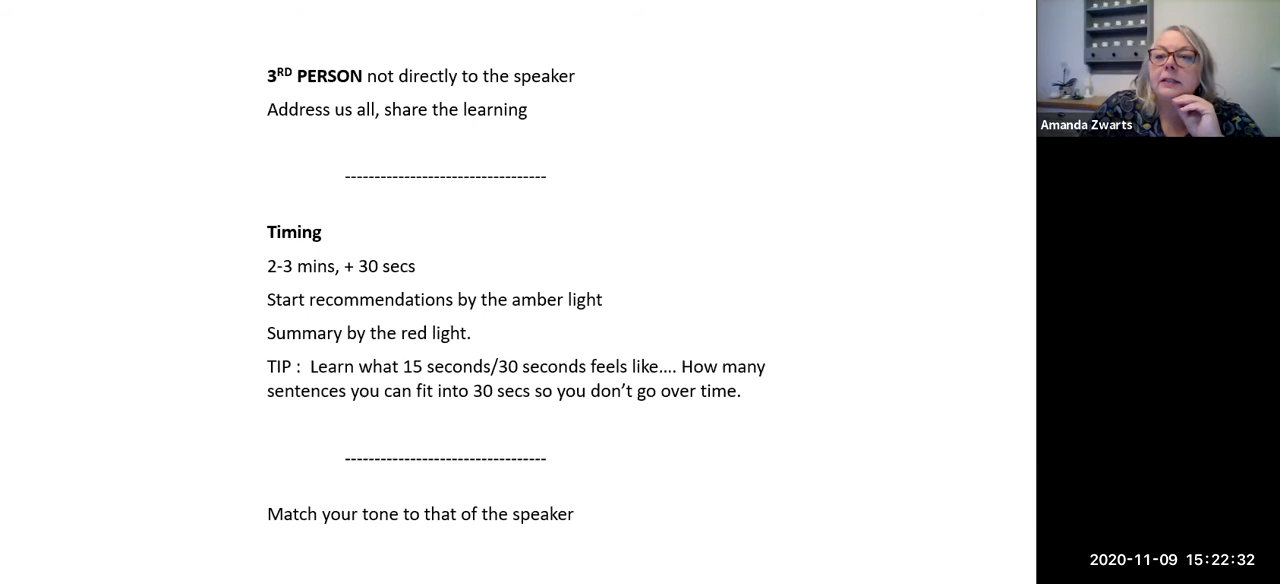 3RD PERSON not directly to the speaker
Address us all, share the learning
----------------------------------
Timing
2-3 mins, + 30 secs
Start recommendations by the amber light
Summary by the red light.
TIP :  Learn what 15 seconds/30 seconds feels like.... How many
sentences you can fit into 30 secs so you don’t go over time.
----------------------------------
Match your tone to that of the speaker
Amanda Zwarts
2020-11-09 15:22:32